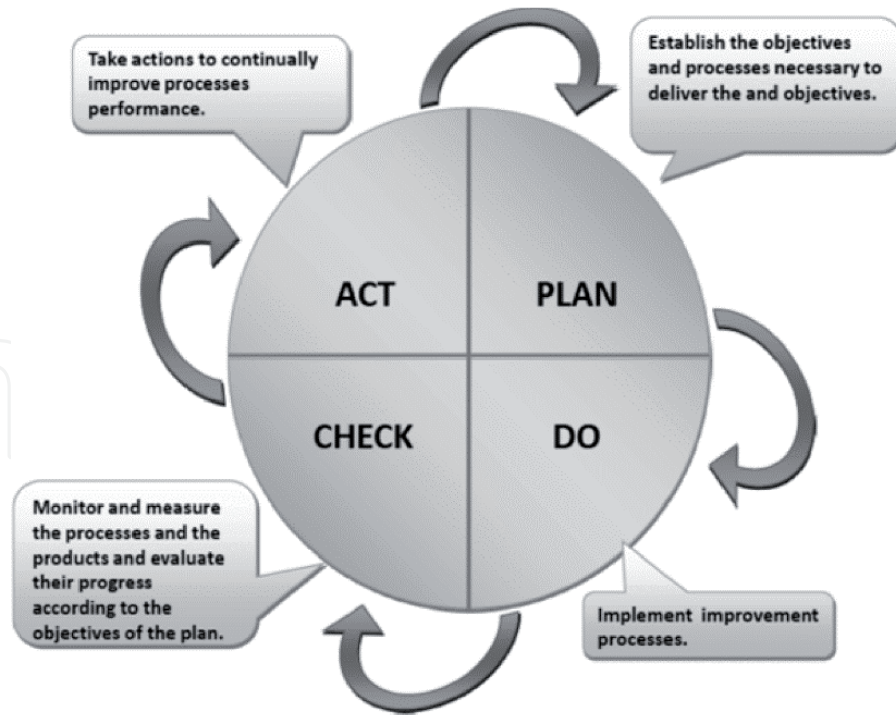 Take actions to continually
improve processes
performance.
Establish the objectives
and processes necessary to
deliver the and objectives.
ACT
PLAN
CHECK
DO
Monitor and measure
the processes and the
products and evaluate
their progress
according to the
objectives of the plan.
Implement improvement
processes.